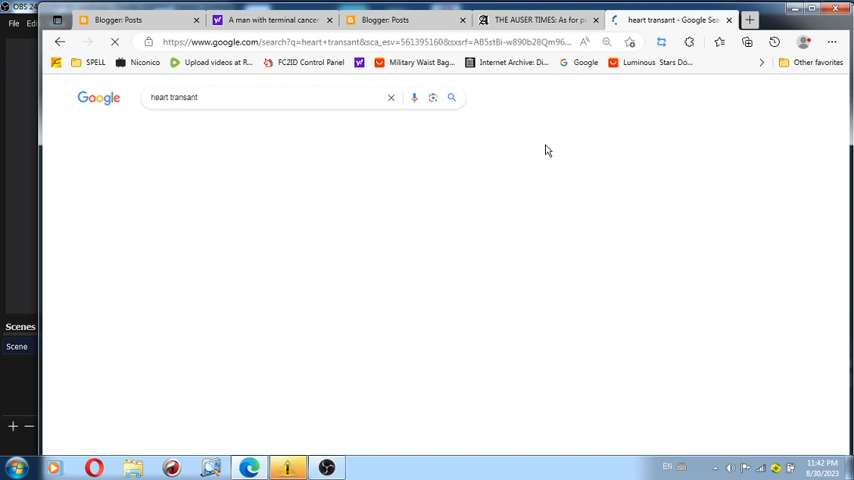 OBS 24
Blogger: Posts
A man with terminal cancer
Blogger: Posts
THE AUSER TIMES: As for p
heart transant - Google Sea
File
Edi
https://www.google.com/search?q=heart+transant&sca_esv=561395160&sxsrf=AB5stBi-w890b28Qm96...
SPELL
Niconico
Upload videos at R...
FC2ID Control Panel
Military Waist Bag...
Internet Archive: Di...
Google
Luminous Stars Do...
Other favorites
Google
heart transant
Scenes
Scene
EN
11:42 PM
8/30/2023